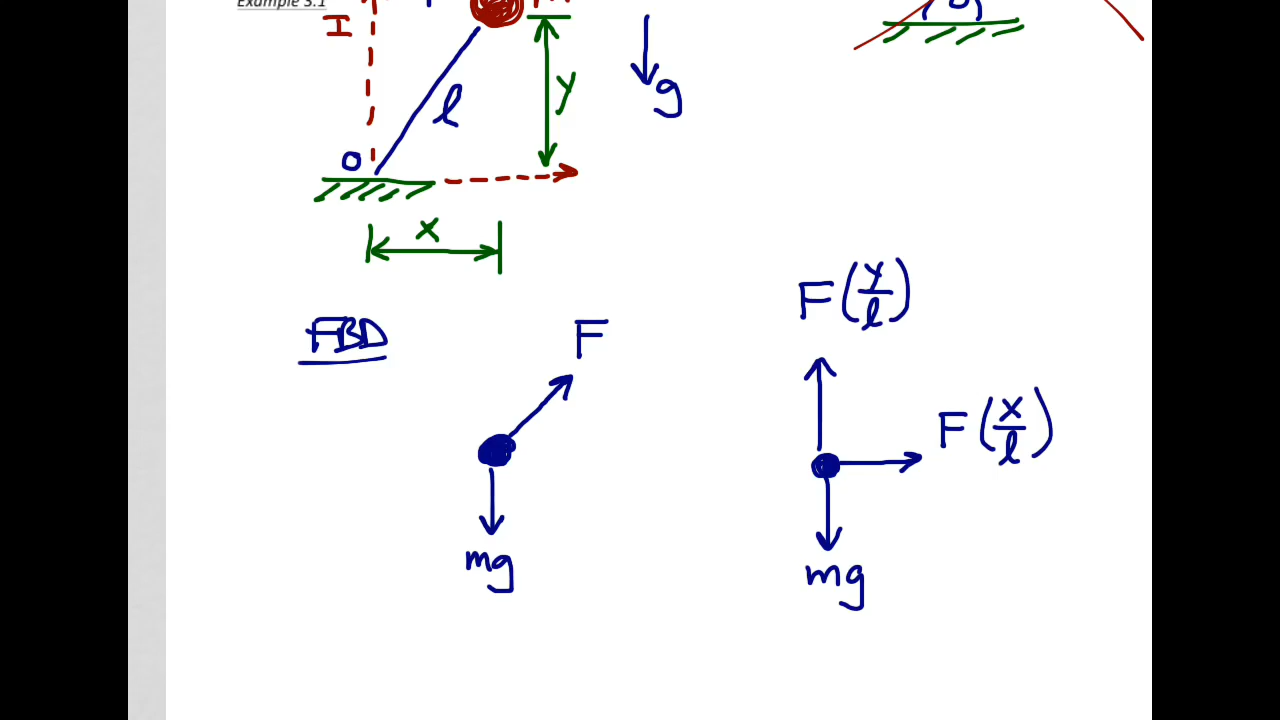 Example 3.1
I
l
y
g
O
x
FBD
F
mg
F(y/l)
F(x/l)
mg